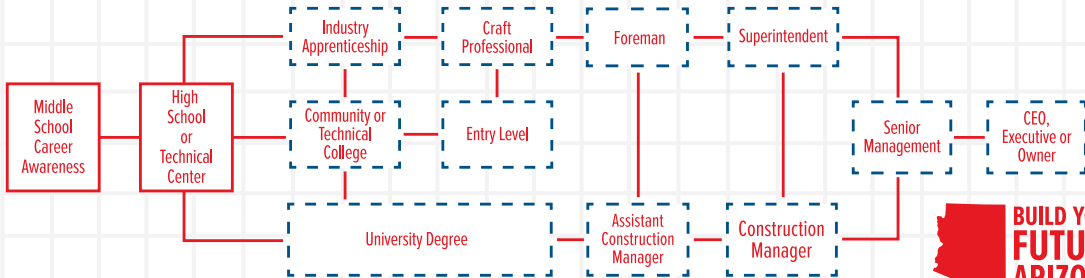 Middle
School
Career
Awareness
High
School
or
Technical
Center
Industry
Apprenticeship
Craft
Professional
Foreman
Superintendent
Community or
Technical
College
Entry Level
University Degree
Assistant
Construction
Manager
Construction
Manager
Senior
Management
CEO,
Executive or
Owner
BUILD